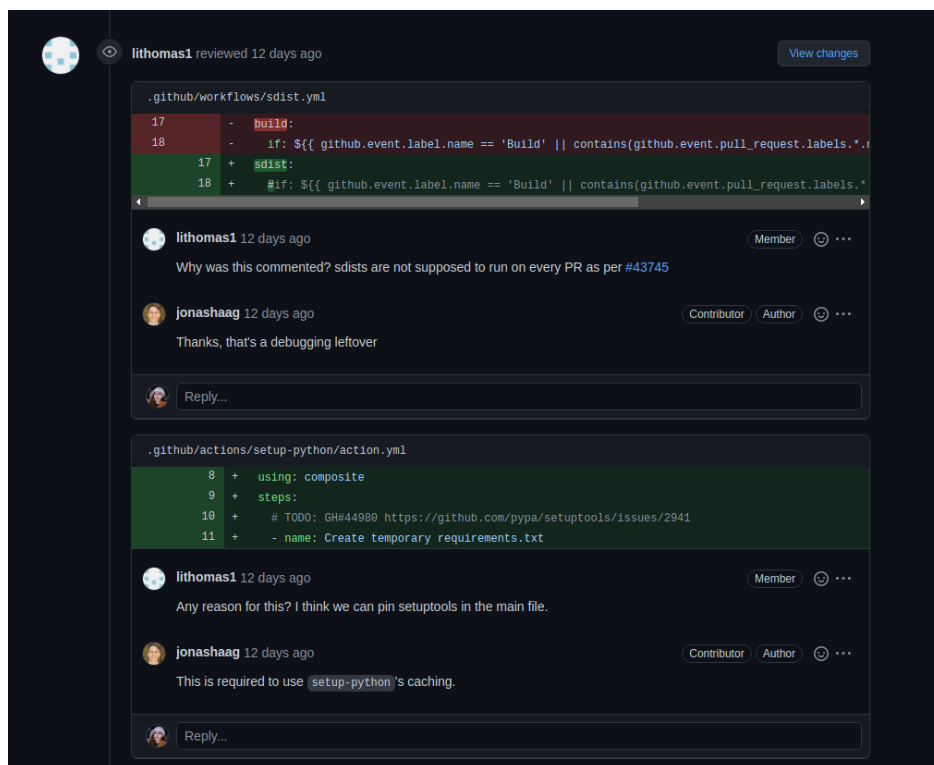 lithomas1 reviewed 12 days ago
View changes
.github/workflows/sdist.yml
17 - build:
18 - if: ${{ github.event.label.name == 'Build' || contains(github.event.pull_request.labels.*.
17 + sdist:
18 + #if: ${{ github.event.label.name == 'Build' || contains(github.event.pull_request.labels.*
lithomas1 12 days ago
Member
Why was this commented? sdists are not supposed to run on every PR as per #43745
jonashaag 12 days ago
Contributor Author
Thanks, that's a debugging leftover
Reply...
.github/actions/setup-python/action.yml
8 + using: composite
9 + steps:
10 + # TODO: GH#44980 https://github.com/pypa/setuptools/issues/2941
11 + - name: Create temporary requirements.txt
lithomas1 12 days ago
Member
Any reason for this? I think we can pin setuptools in the main file.
jonashaag 12 days ago
Contributor Author
This is required to use setup-python's caching.
Reply...